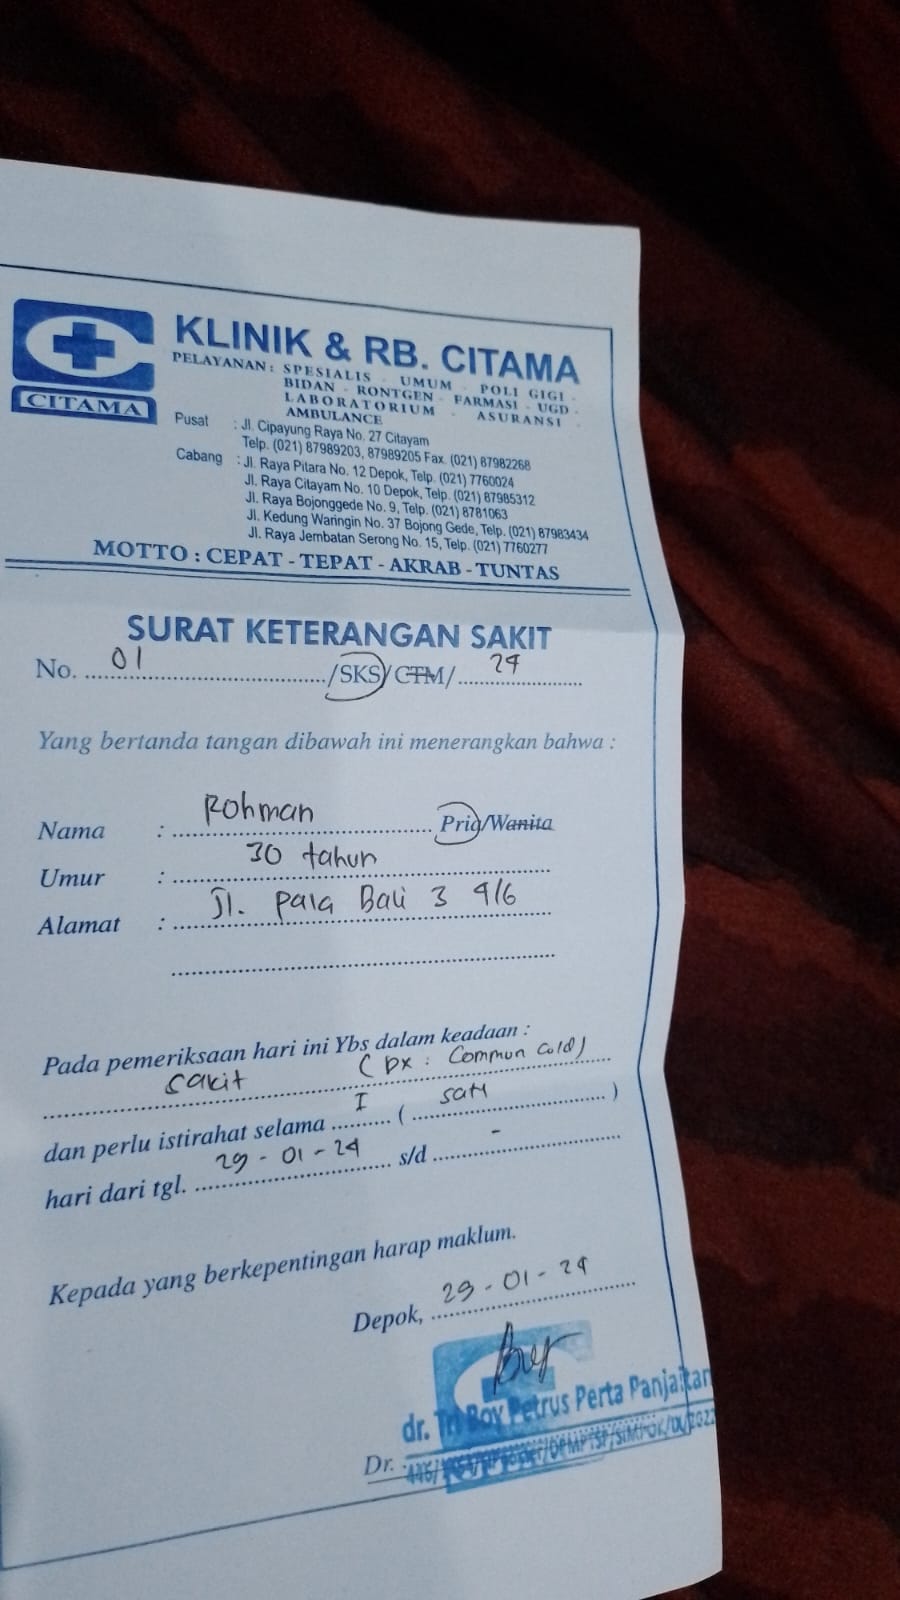 KLINIK & RB. CITAMA
CITAMA
PELAYANAN : SPESIALIS - UMUM - POLI GIGI -
BIDAN - RONTGEN - FARMASI - UGD -
LABORATORIUM - ASURANSI -
AMBULANCE
Pusat : Jl. Cipayung Raya No. 27 Citayam
Telp. (021) 87989203, 87989205 Fax. (021) 87982268
Cabang : Jl. Raya Pitara No. 12 Depok, Telp. (021) 7760024
Jl. Raya Citayam No. 10 Depok, Telp. (021) 87985312
Jl. Raya Bojonggede No. 9, Telp. (021) 8781063
Jl. Kedung Waringin No. 37 Bojong Gede, Telp. (021) 87983434
Jl. Raya Jembatan Serong No. 15, Telp. (021) 7760277
MOTTO : CEPAT - TEPAT - AKRAB - TUNTAS
SURAT KETERANGAN SAKIT
No. 01 /SKS/CTM/ 24
Yang bertanda tangan dibawah ini menerangkan bahwa :
Nama : Rohman Pria/Wanita
Umur : 30 tahun
Alamat : Jl. Pala Bali 3 4/6
Pada pemeriksaan hari ini Ybs dalam keadaan :
Sakit (DX : Commun Cold)
dan perlu istirahat selama I ( satu )
hari dari tgl. 29-01-24 s/d -
Kepada yang berkepentingan harap maklum.
Depok, 29-01-24
dr. Tri Boy Petrus Perta Panjaitan
Dr.